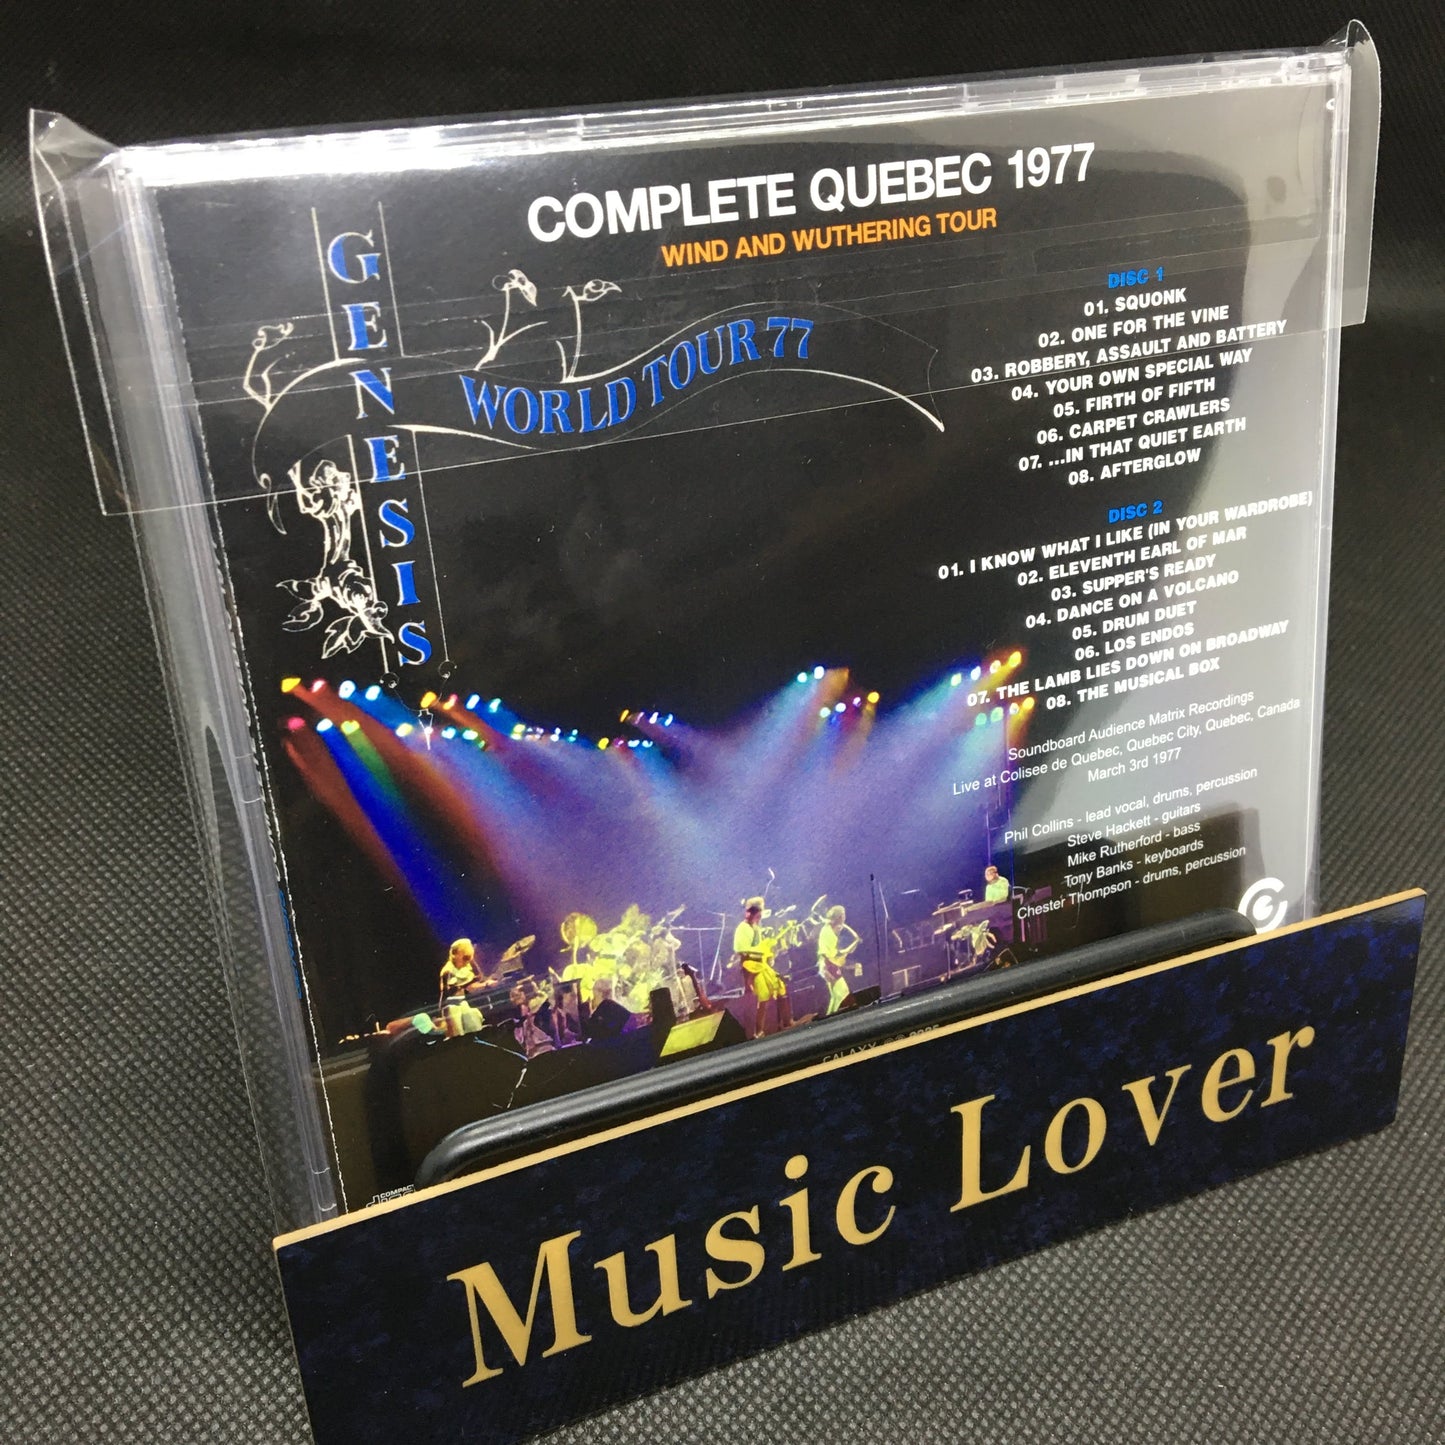 COMPLETE QUEBEC 1977
WIND AND WUTHERING TOUR
GENESIS
WORLD TOUR 77
DISC 1
01. SQUONK
02. ONE FOR THE VINE
03. ROBBERY, ASSAULT AND BATTERY
04. YOUR OWN SPECIAL WAY
05. FIRTH OF FIFTH
06. CARPET CRAWLERS
07. ...IN THAT QUIET EARTH
08. AFTERGLOW
DISC 2
01. I KNOW WHAT I LIKE (IN YOUR WARDROBE)
02. ELEVENTH EARL OF MAR
03. SUPPER'S READY
04. DANCE ON A VOLCANO
05. DRUM DUET
06. LOS ENDOS
07. THE LAMB LIES DOWN ON BROADWAY
08. THE MUSICAL BOX
Soundboard Audience Matrix Recordings
Live at Colisee de Quebec, Quebec City, Quebec, Canada
March 3rd 1977
Phil Collins - lead vocal, drums, percussion
Steve Hackett - guitars
Mike Rutherford - bass
Tony Banks - keyboards
Chester Thompson - drums, percussion
GALAXY
COMPACT
Music Lover